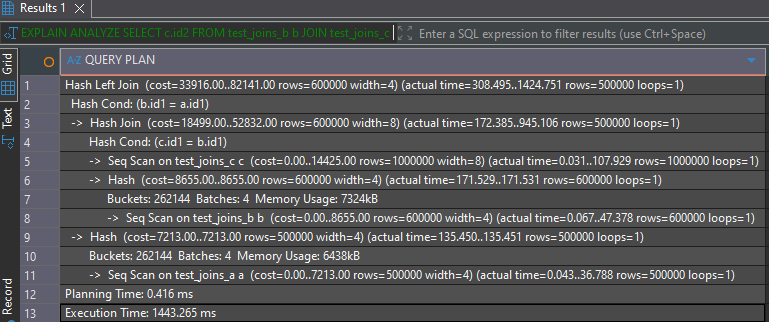 Results 1
EXPLAIN ANALYZE SELECT c.id2 FROM test_joins_b b JOIN test_joins_c
Enter a SQL expression to filter results (use Ctrl+Space)
Grid
Text
Record
A-Z QUERY PLAN
1 Hash Left Join (cost=33916.00..82141.00 rows=600000 width=4) (actual time=308.495..1424.751 rows=500000 loops=1)
2 Hash Cond: (b.id1 = a.id1)
3 -> Hash Join (cost=18499.00..52832.00 rows=600000 width=8) (actual time=172.385..945.106 rows=500000 loops=1)
4 Hash Cond: (c.id1 = b.id1)
5 -> Seq Scan on test_joins_c c (cost=0.00..14425.00 rows=1000000 width=8) (actual time=0.031..107.929 rows=1000000 loops=1)
6 -> Hash (cost=8655.00..8655.00 rows=600000 width=4) (actual time=171.529..171.531 rows=600000 loops=1)
7 Buckets: 262144 Batches: 4 Memory Usage: 7324kB
8 -> Seq Scan on test_joins_b b (cost=0.00..8655.00 rows=600000 width=4) (actual time=0.067..47.378 rows=600000 loops=1)
9 -> Hash (cost=7213.00..7213.00 rows=500000 width=4) (actual time=135.450..135.451 rows=500000 loops=1)
10 Buckets: 262144 Batches: 4 Memory Usage: 6438kB
11 -> Seq Scan on test_joins_a a (cost=0.00..7213.00 rows=500000 width=4) (actual time=0.043..36.788 rows=500000 loops=1)
12 Planning Time: 0.416 ms
13 Execution Time: 1443.265 ms